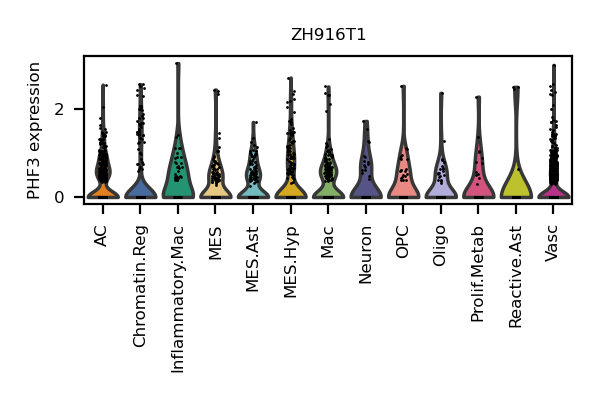 ZH916T1
PHF3 expression
2
0
AC
Chromatin.Reg
Inflammatory.Mac
MES
MES.Ast
MES.Hyp
Mac
Neuron
OPC
Oligo
Prolif.Metab
Reactive.Ast
Vasc